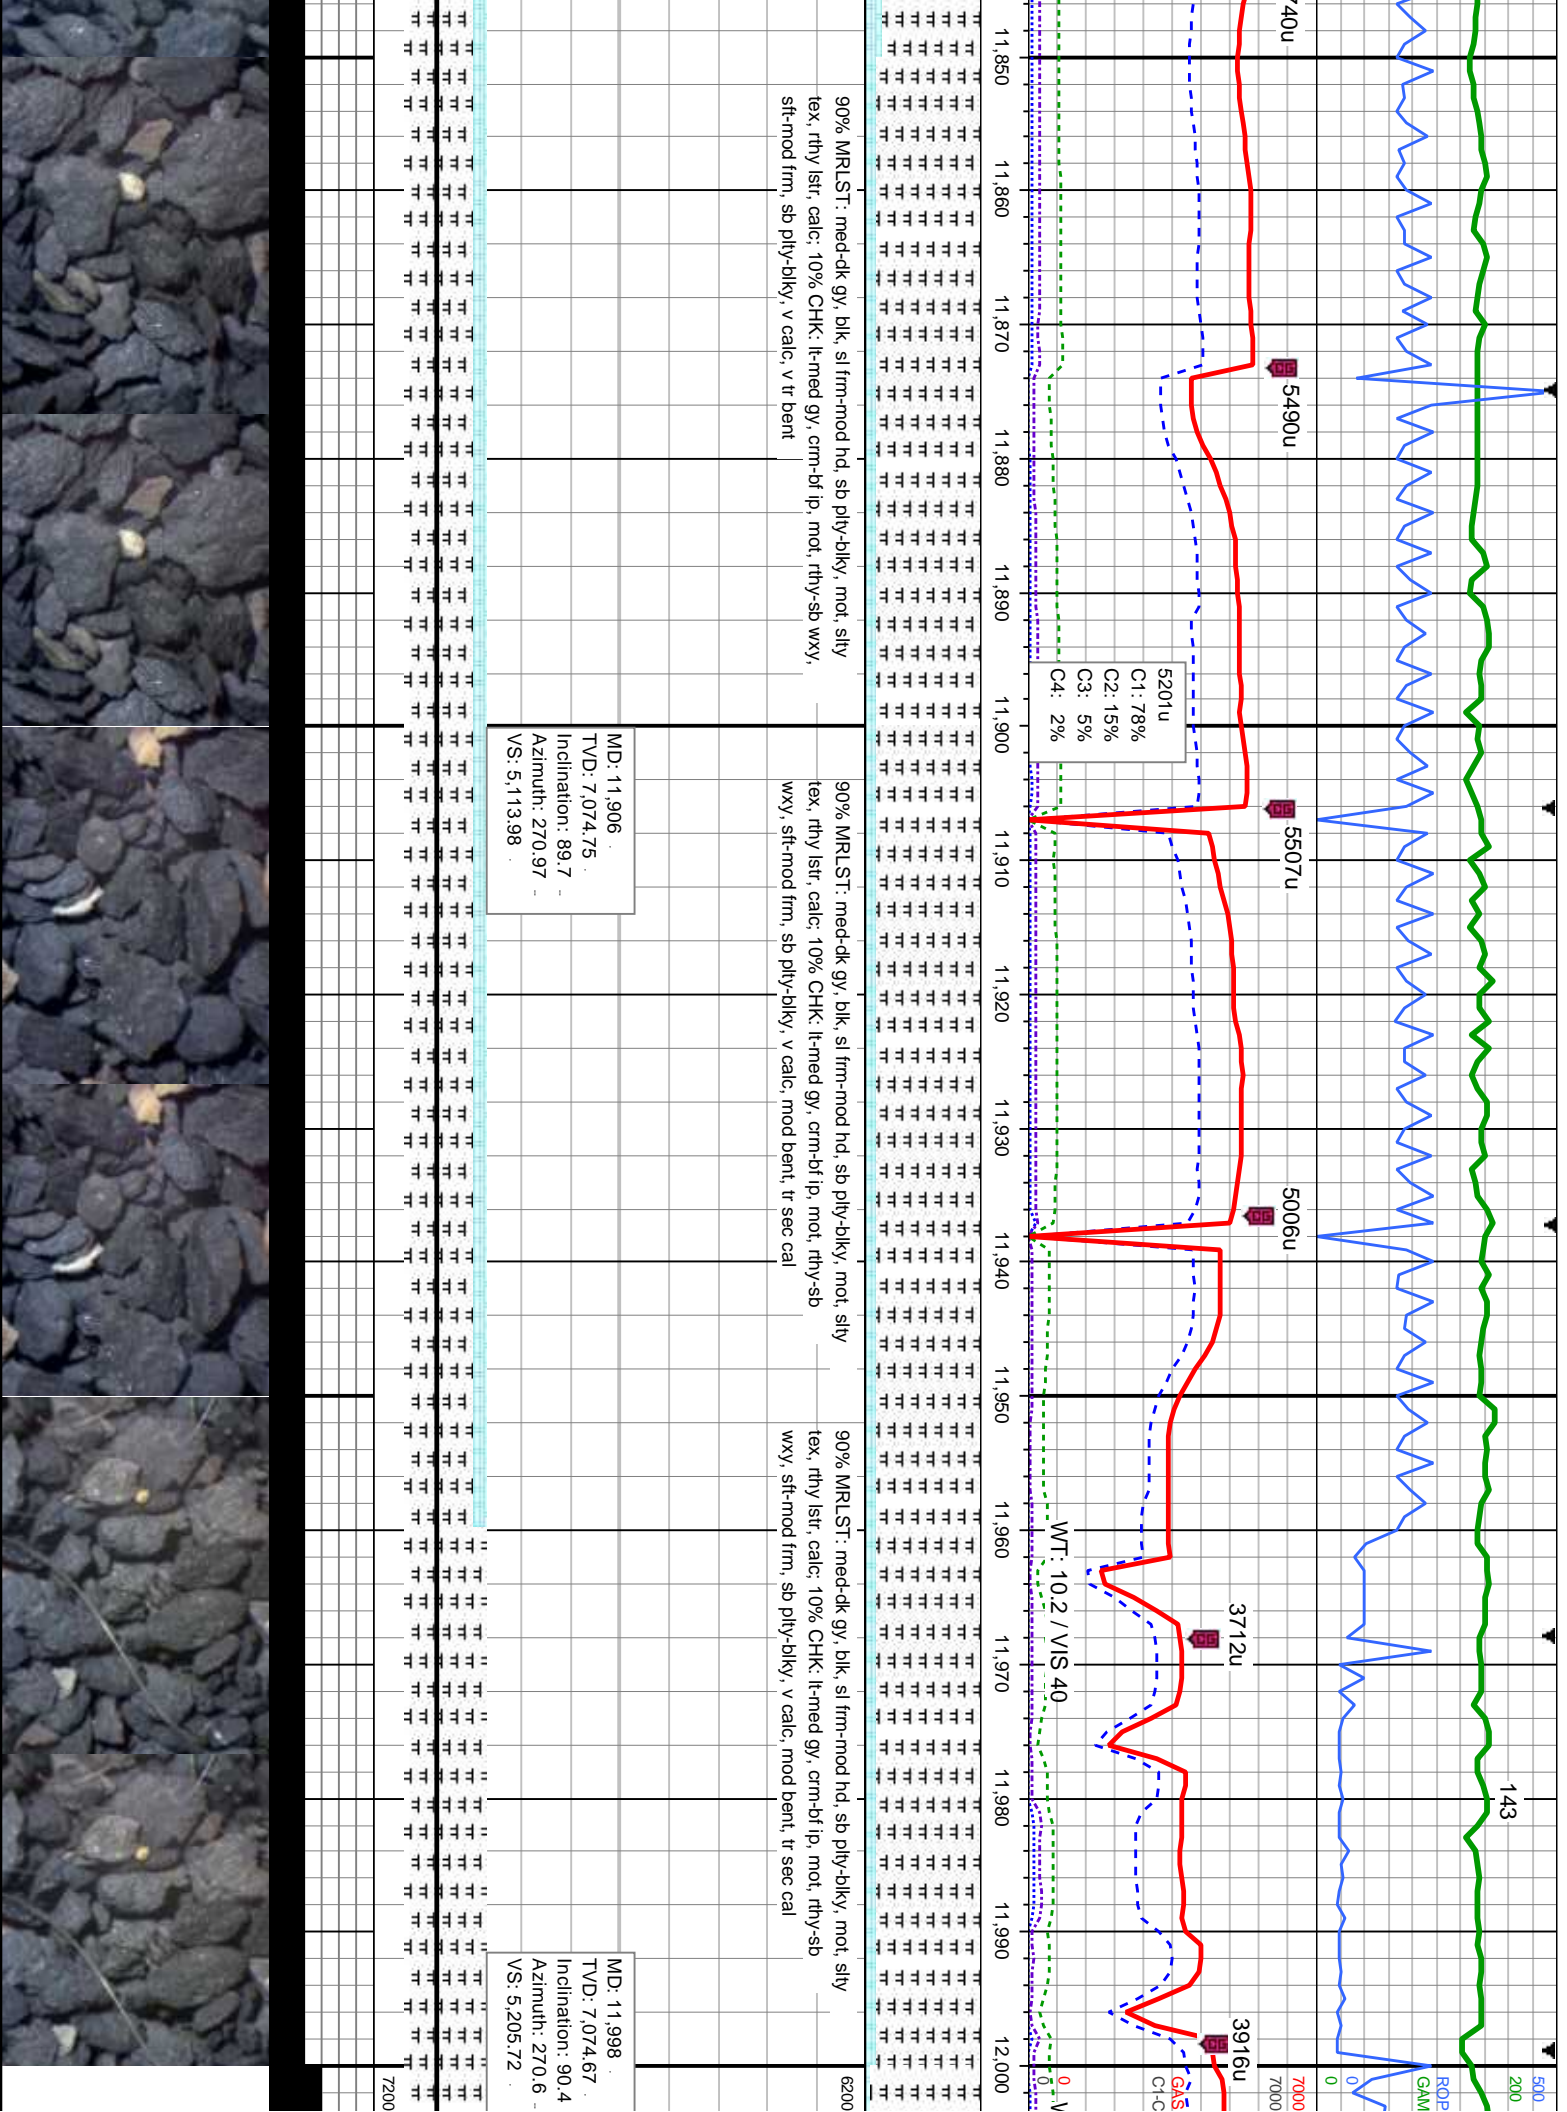 740u
5490u
5507u
5006u
3712u
3916u
143
200
500
GAM
ROP
0
0
7000
7000
GAS
C1-C
0
0
11,850
11,860
11,870
11,880
11,890
11,900
11,910
11,920
11,930
11,940
11,950
11,960
11,970
11,980
11,990
12,000
5201u
C1: 78%
C2: 15%
C3: 5%
C4: 2%
WT: 10.2 / VIS 40
90% MRLST: med-dk gy, blk, sl frm-mod hd, sb plty-blky, mot, slty
tex, rthy lstr, calc; 10% CHK: lt-med gy, crm-bf ip, mot, rthy-sb wxy,
sft-mod frm, sb plty-blky, v calc, v tr bent
90% MRLST: med-dk gy, blk, sl frm-mod hd, sb plty-blky, mot, slty
tex, rthy lstr, calc; 10% CHK: lt-med gy, crm-bf ip, mot, rthy-sb
wxy, sft-mod frm, sb plty-blky, v calc, mod bent, tr sec cal
90% MRLST: med-dk gy, blk, sl frm-mod hd, sb plty-blky, mot, slty
tex, rthy lstr, calc; 10% CHK: lt-med gy, crm-bf ip, mot, rthy-sb
wxy, sft-mod frm, sb plty-blky, v calc, mod bent, tr sec cal
MD: 11,906
TVD: 7,074.75
Inclination: 89.7
Azimuth: 270.97
VS: 5,113.98
MD: 11,998
TVD: 7,074.67
Inclination: 90.4
Azimuth: 270.6
VS: 5,205.72
6200
7200